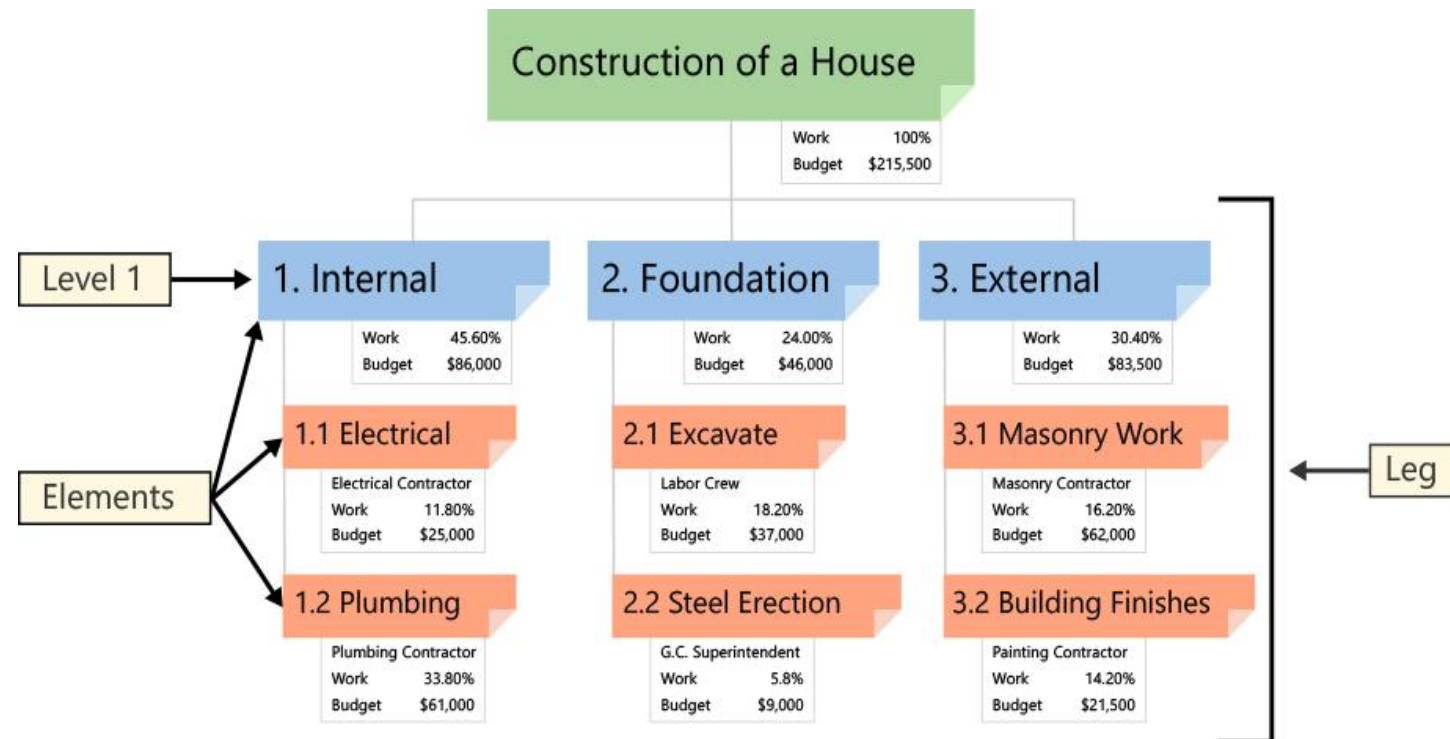 Construction of a House
Work 100%
Budget $215,500
Level 1
1. Internal
Work 45.60%
Budget $86,000
2. Foundation
Work 24.00%
Budget $46,000
3. External
Work 30.40%
Budget $83,500
Elements
1.1 Electrical
Electrical Contractor
Work 11.80%
Budget $25,000
2.1 Excavate
Labor Crew
Work 18.20%
Budget $37,000
3.1 Masonry Work
Masonry Contractor
Work 16.20%
Budget $62,000
Leg
1.2 Plumbing
Plumbing Contractor
Work 33.80%
Budget $61,000
2.2 Steel Erection
G.C. Superintendent
Work 5.8%
Budget $9,000
3.2 Building Finishes
Painting Contractor
Work 14.20%
Budget $21,500